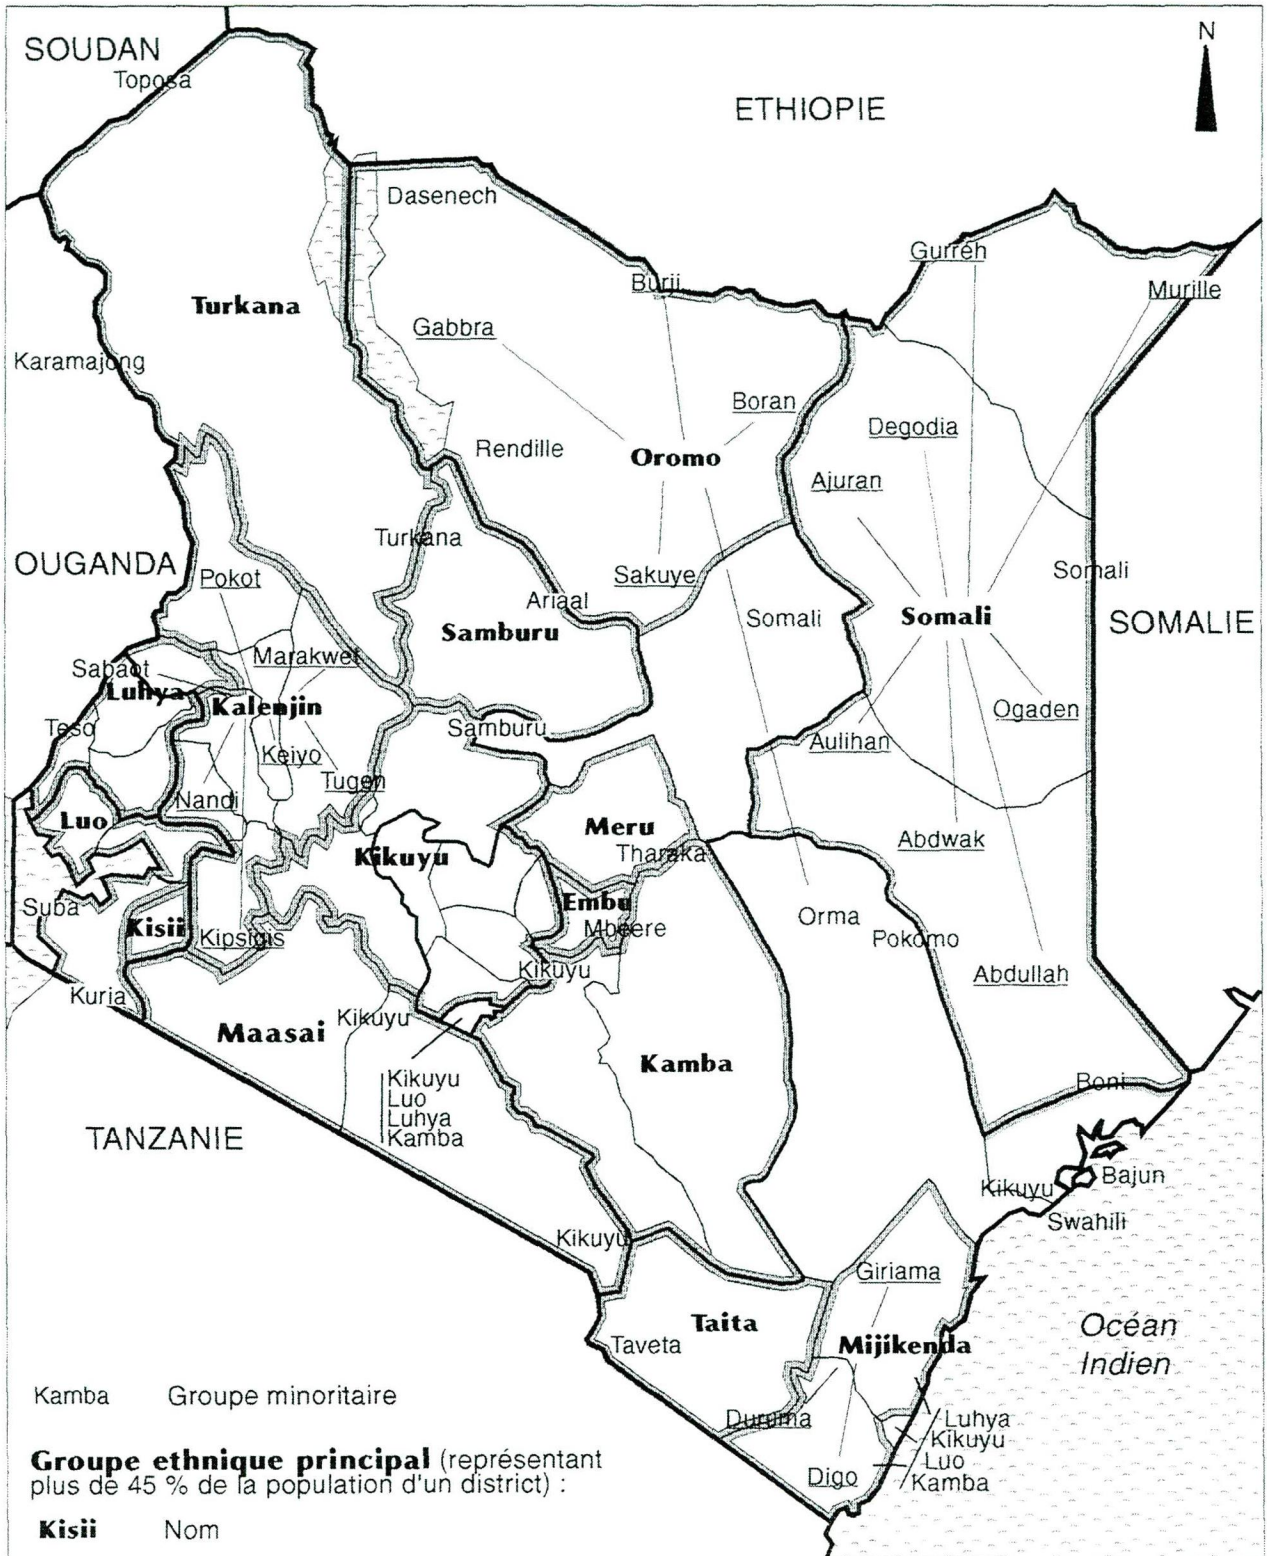 SOUDAN
Toposa
N
ETHIOPIE
Dasenech
Gurreh
Burji
Murille
Turkana
Gabbra
Karamajong
Boran
Degodia
Rendille
Oromo
Ajuran
Turkana
OUGANDA
Pokot
Sakuye
Somali
Ariaal
Somali
Somali
SOMALIE
Samburu
Marakwet
Sabaot
Luhya
Kalenjin
Ogaden
Teso
Samburu
Aulihan
Keiyo
Tugen
Nandi
Luo
Meru
Abdwak
Kikuyu
Tharaka
Suba
Embu
Orma
Kisii
Kipsigis
Mbeere
Pokomo
Kikuyu
Abdullah
Kuria
Kikuyu
Maasai
Kamba
Kikuyu
Luo
Luhya
Kamba
Boni
TANZANIE
Bajun
Kikuyu
Swahili
Kikuyu
Giriama
Taita
Océan
Indien
Taveta
Mijikenda
Kamba Groupe minoritaire
Duruma
Luhya
Kikuyu
Luo
Kamba
Digo
Groupe ethnique principal (représentant
plus de 45 % de la population d'un district) :
Kisii Nom